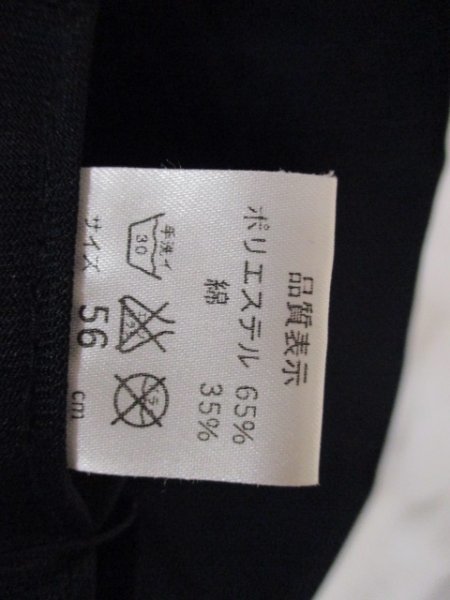 品質表示
ポリエステル 65%
綿 35%
手洗イ
30
サイズ 56 cm